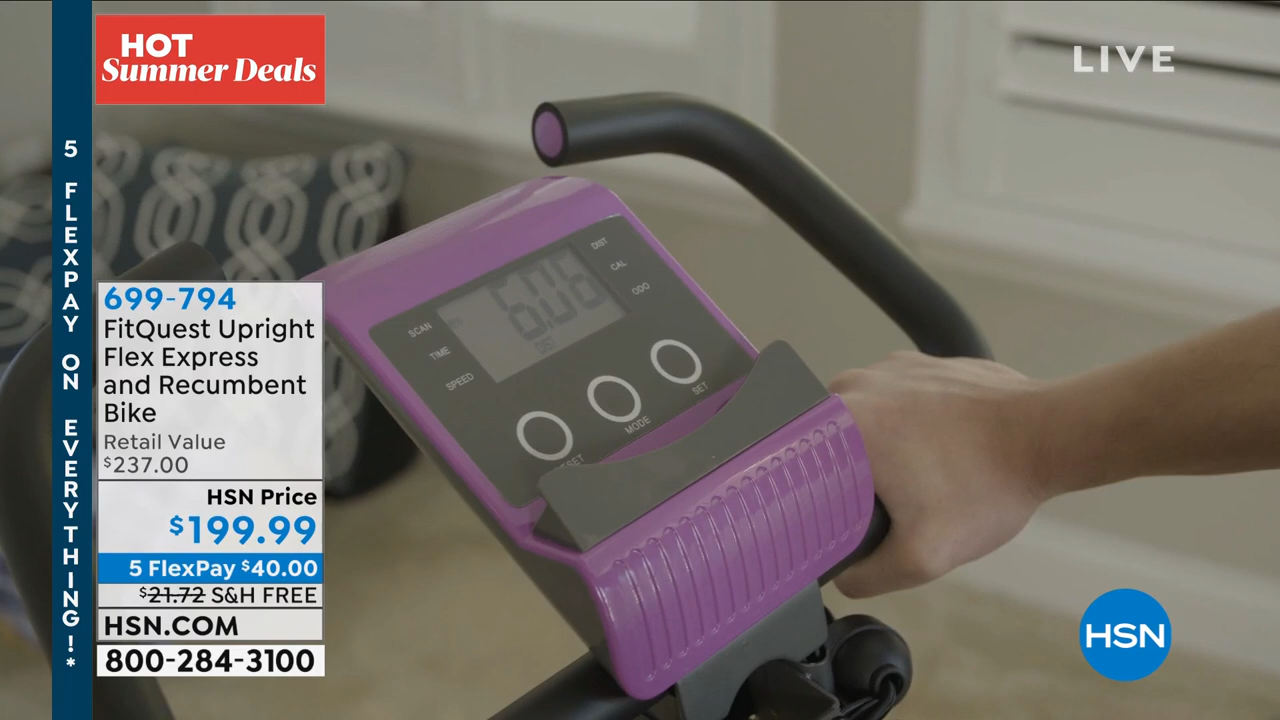 HOT
Summer Deals
LIVE
5 FLEXPAY ON EVERYTHING!*
699-794
FitQuest Upright
Flex Express
and Recumbent
Bike
Retail Value
$237.00
HSN Price
$199.99
5 FlexPay $40.00
$21.72 S&H FREE
HSN.COM
800-284-3100
SCAN
TIME
SPEED
DIST
CAL
ODO
MODE
SET
HSN